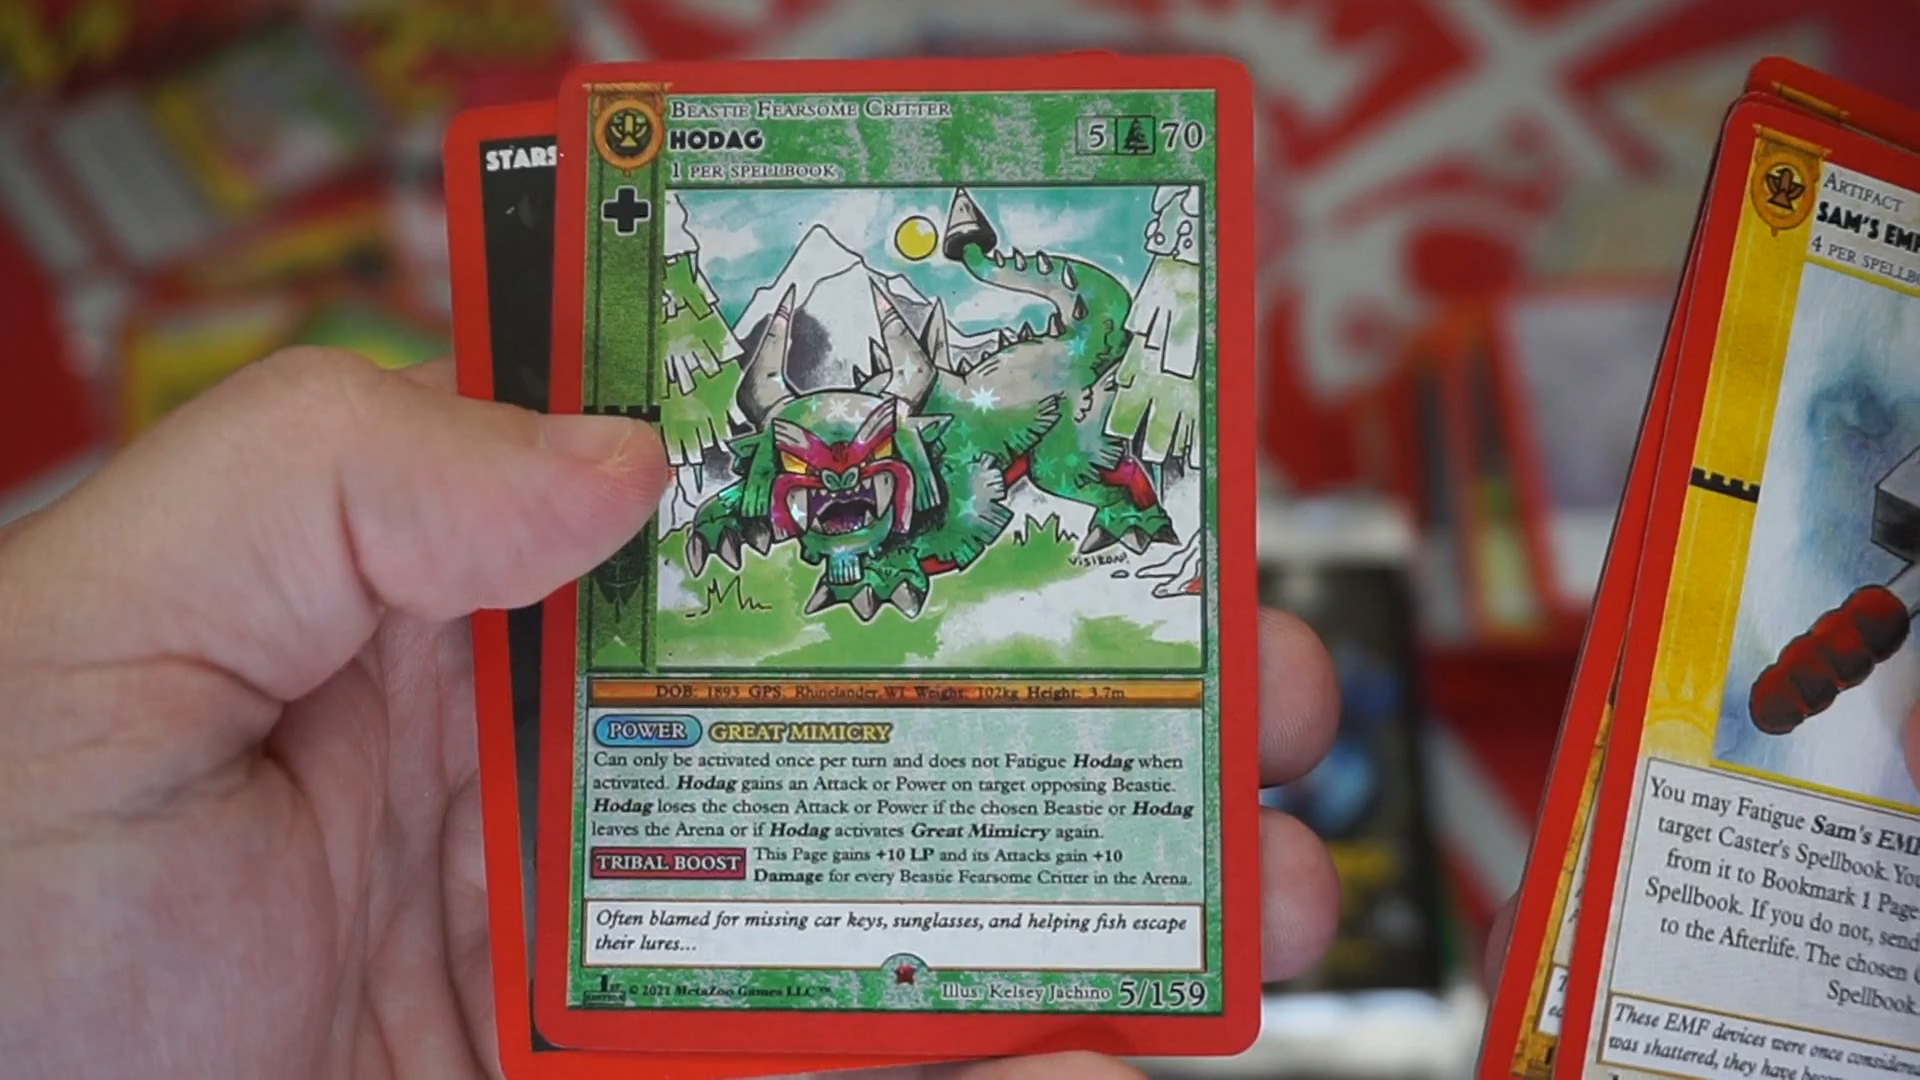 BEASTIE FEARSOME CRITTER
HODAG
1 PER SPELLBOOK
5 70
STARS
VISIRON!
DOB: 1893 GPS: Rhinelander, WI Weight: 102kg Height: 3.7m
POWER GREAT MIMICRY
Can only be activated once per turn and does not Fatigue Hodag when
activated. Hodag gains an Attack or Power on target opposing Beastie.
Hodag loses the chosen Attack or Power if the chosen Beastie or Hodag
leaves the Arena or if Hodag activates Great Mimicry again.
TRIBAL BOOST This Page gains +10 LP and its Attacks gain +10
Damage for every Beastie Fearsome Critter in the Arena.
Often blamed for missing car keys, sunglasses, and helping fish escape
their lures...
1ST EDITION © 2021 MetaZoo Games LLC™ Illus: Kelsey Jachino 5/159
ARTIFACT
SAM'S EMF
4 PER SPELLBO
You may Fatigue Sam's EMF
target Caster's Spellbook. You
from it to Bookmark 1 Page
Spellbook. If you do not, send
to the Afterlife. The chosen
Spellbook.
These EMF devices were once considere
was shattered, they have